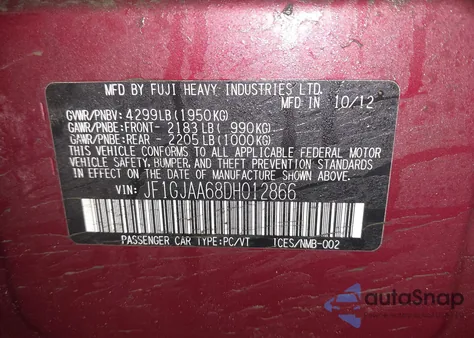 MFD BY FUJI HEAVY INDUSTRIES LTD.
MFD IN 10/12
GVWR/PNBV: 4299LB(1950KG)
GAWR/PNBE:FRONT- 2183LB( 990KG)
GAWR/PNBE:REAR - 2205LB(1000KG)
THIS VEHICLE CONFORMS TO ALL APPLICABLE FEDERAL MOTOR
VEHICLE SAFETY, BUMPER, AND THEFT PREVENTION STANDARDS
IN EFFECT ON THE DATE OF MANUFACTURE SHOWN ABOVE.
VIN: JF1GJAA68DH012866
PASSENGER CAR TYPE:PC/VT ICES/NMB-002
autoSnap